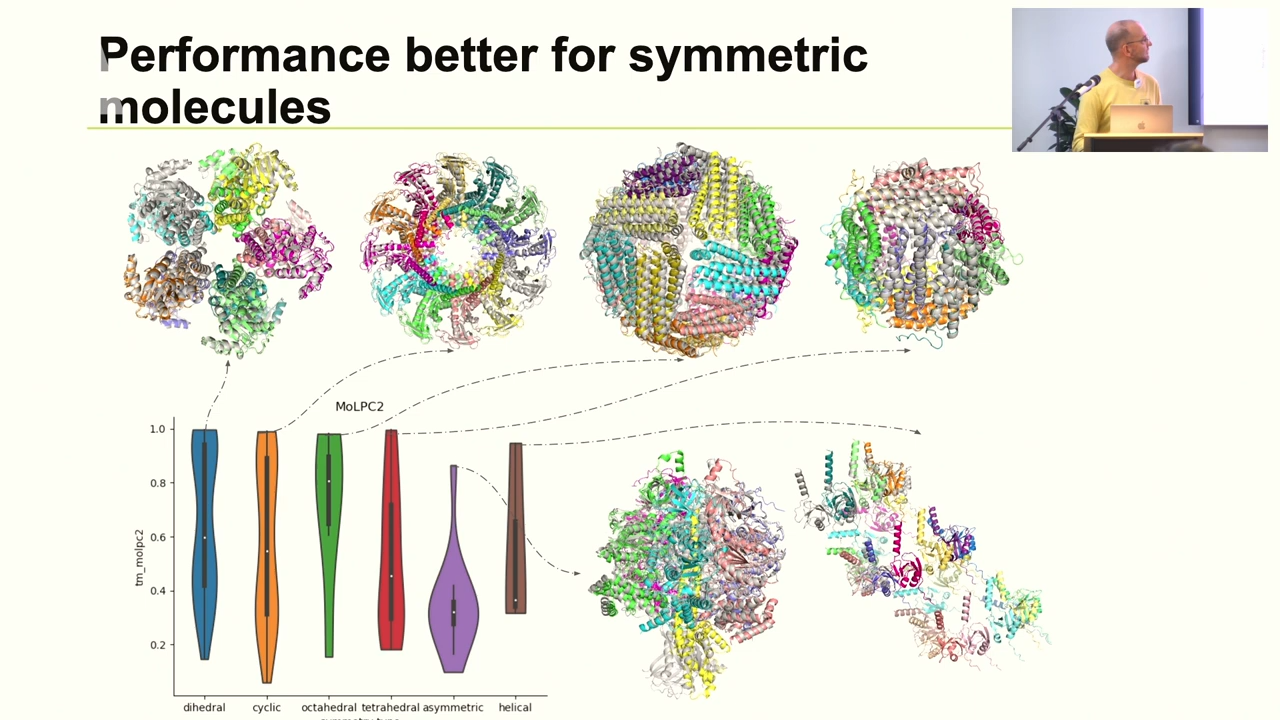 Performance better for symmetric
molecules
MoLPC2
1.0
0.8
0.6
0.4
0.2
tm_molpc2
dihedral cyclic octahedral tetrahedral asymmetric helical